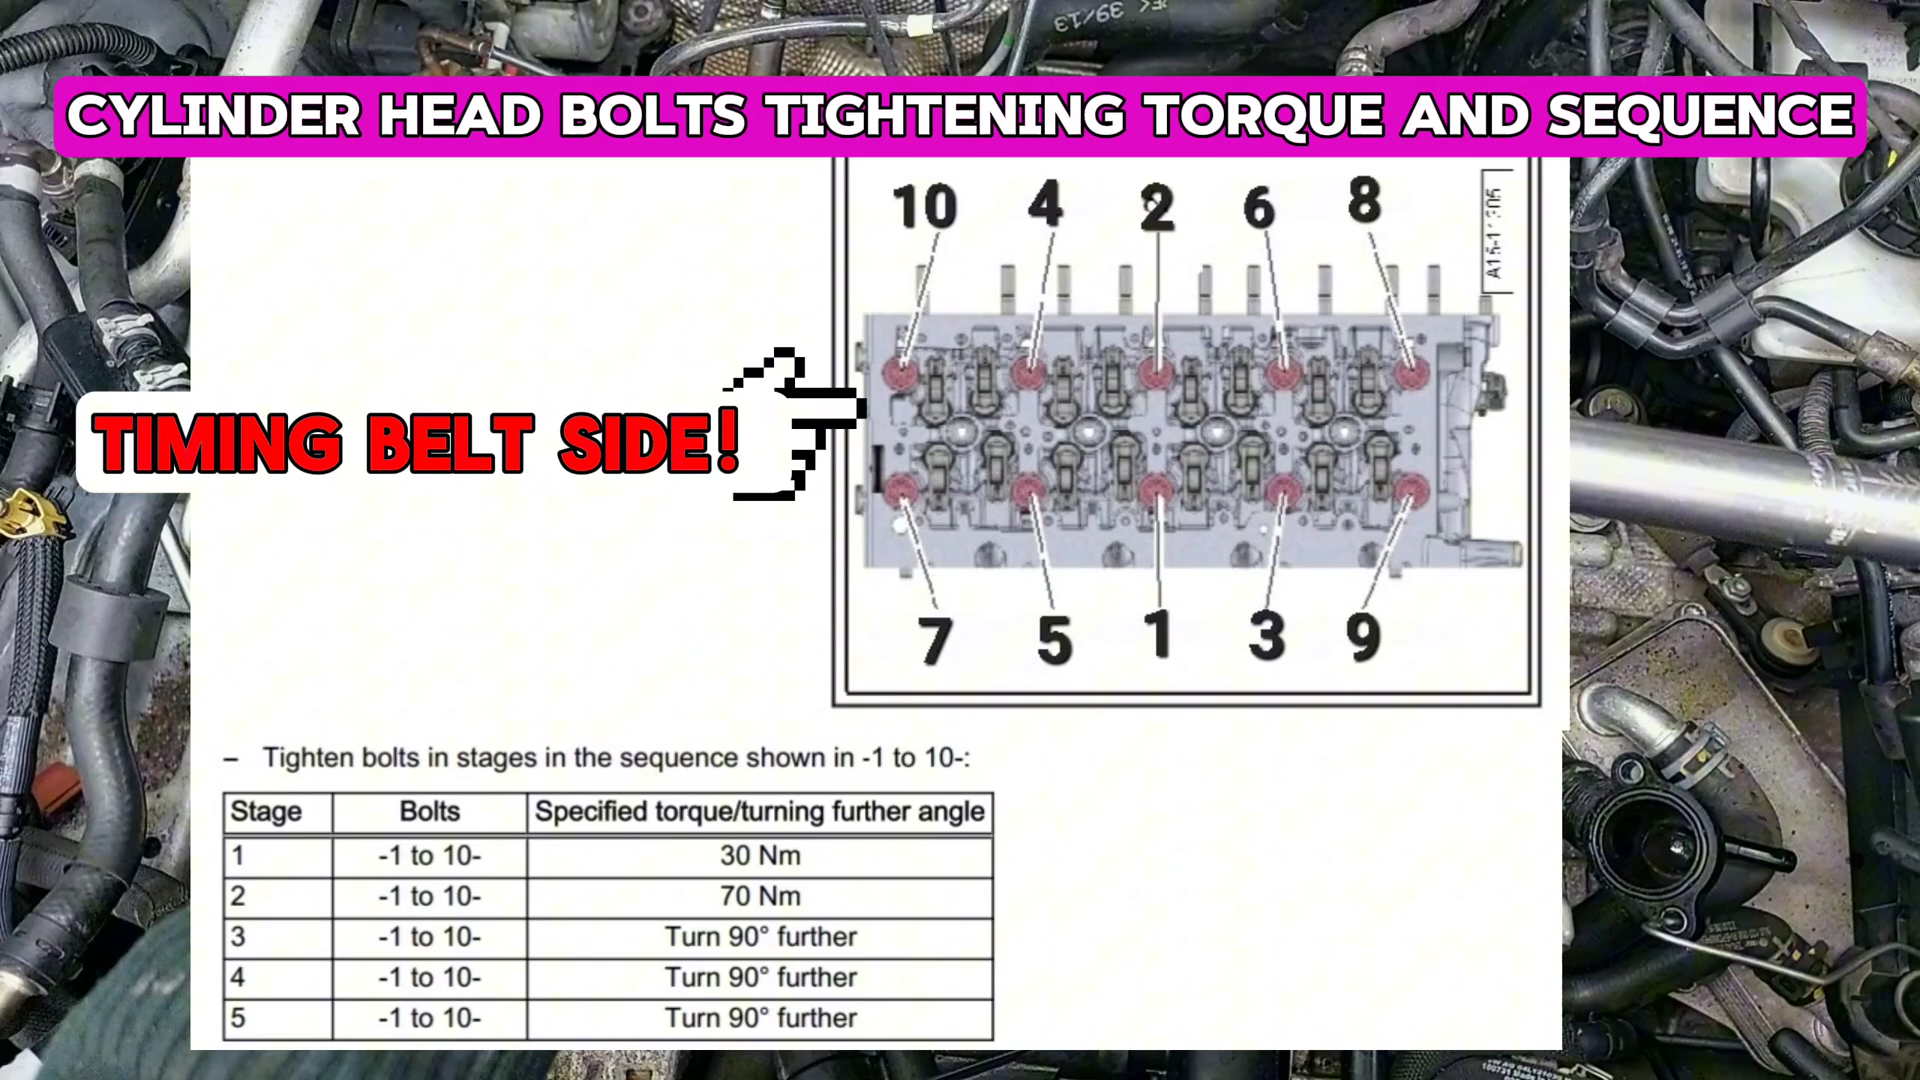 CYLINDER HEAD BOLTS TIGHTENING TORQUE AND SEQUENCE
10 4 2 6 8
TIMING BELT SIDE!
7 5 1 3 9
– Tighten bolts in stages in the sequence shown in -1 to 10-:
Stage Bolts Specified torque/turning further angle
1 -1 to 10- 30 Nm
2 -1 to 10- 70 Nm
3 -1 to 10- Turn 90° further
4 -1 to 10- Turn 90° further
5 -1 to 10- Turn 90° further